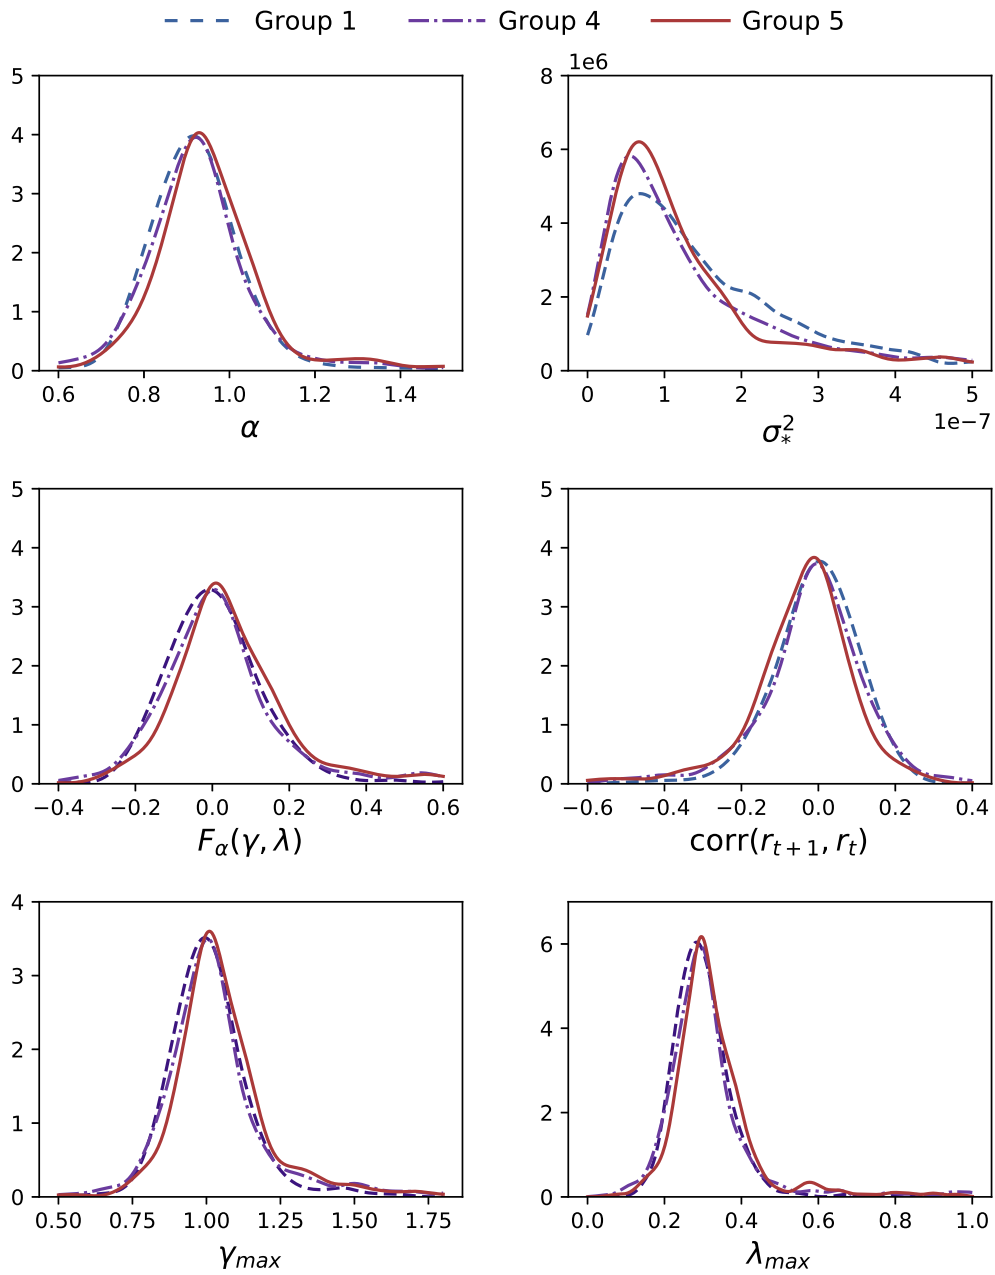 Group 1 Group 4 Group 5
1e6
5 8
4 6
3 4
2
1 2
0 0
0.6 0.8 1.0 1.2 1.4 0 1 2 3 4 5
α σ²* 1e−7
5 5
4 4
3 3
2 2
1 1
0 0
−0.4 −0.2 0.0 0.2 0.4 0.6 −0.6 −0.4 −0.2 0.0 0.2 0.4
Fα(γ, λ) corr(rt+1, rt)
4 6
3 4
2
1 2
0 0
0.50 0.75 1.00 1.25 1.50 1.75 0.0 0.2 0.4 0.6 0.8 1.0
γmax λmax